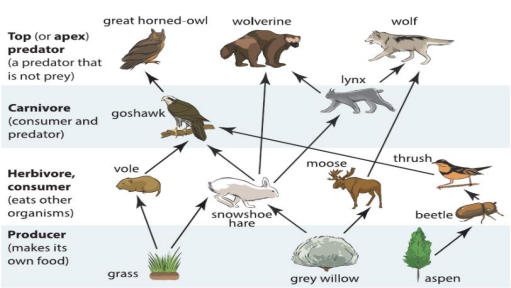 great horned-owl
wolverine
wolf
Top (or apex)
predator
(a predator that
is not prey)
lynx
Carnivore
(consumer and
predator)
goshawk
vole
moose
thrush
Herbivore,
consumer
(eats other
organisms)
snowshoe
hare
beetle
Producer
(makes its
own food)
grass
grey willow
aspen